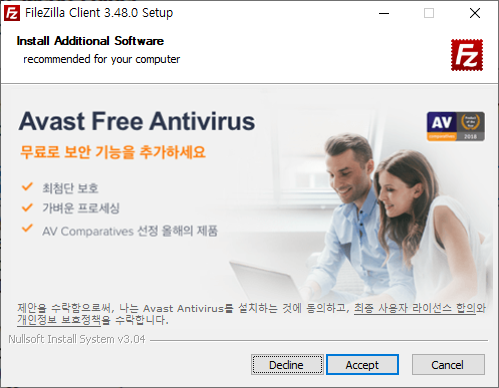 FileZilla Client 3.48.0 Setup
Install Additional Software
recommended for your computer
Fz
Avast Free Antivirus
무료로 보안 기능을 추가하세요
최첨단 보호
가벼운 프로세싱
AV Comparatives 선정 올해의 제품
AV
comparatives
Product
of the
Year
2018
제안을 수락함으로써, 나는 Avast Antivirus를 설치하는 것에 동의하고, 최종 사용자 라이선스 합의와
개인정보 보호정책을 수락합니다.
Nullsoft Install System v3.04
Decline
Accept
Cancel